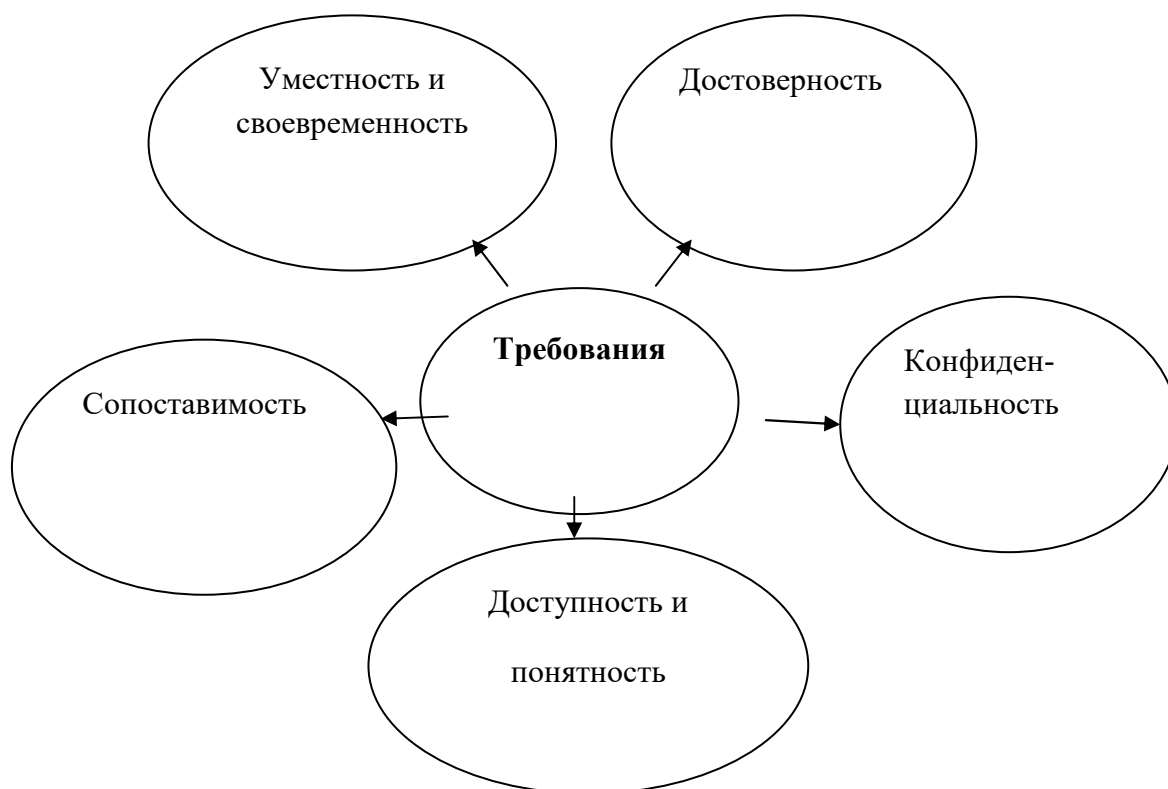 Уместность и
своевременность
Достоверность
Требования
Конфиден-
циальность
Сопоставимость
Доступность и
понятность